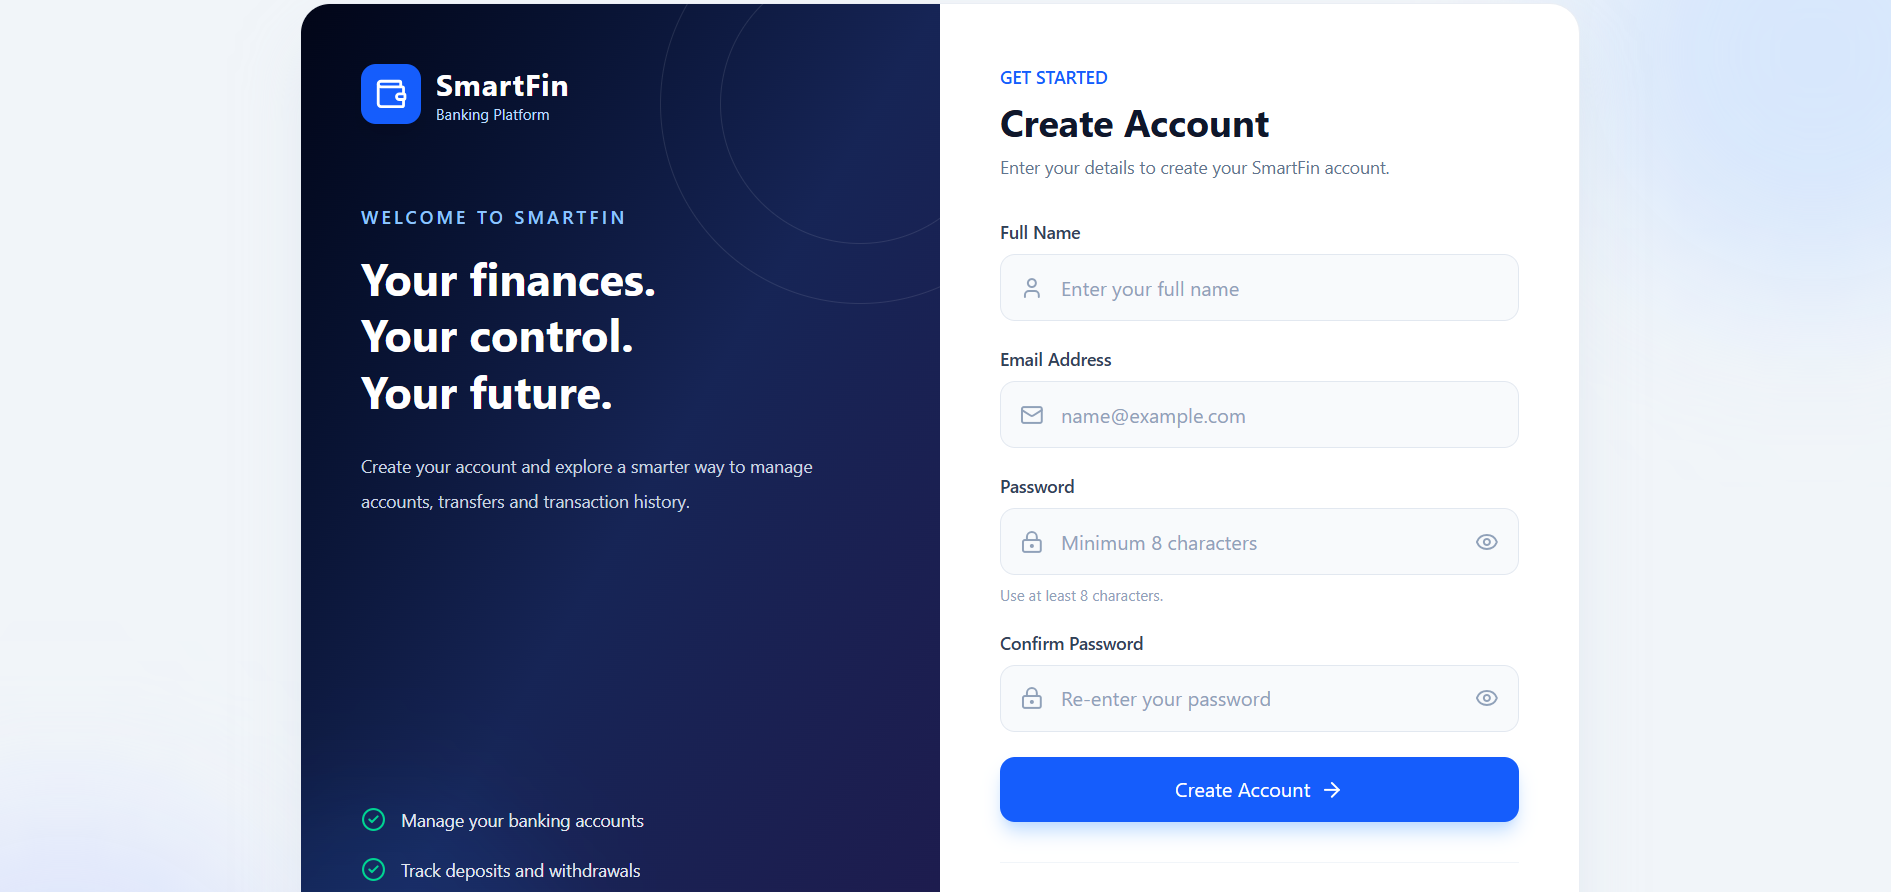 SmartFin
Banking Platform
WELCOME TO SMARTFIN
Your finances.
Your control.
Your future.
Create your account and explore a smarter way to manage
accounts, transfers and transaction history.
Manage your banking accounts
Track deposits and withdrawals
GET STARTED
Create Account
Enter your details to create your SmartFin account.
Full Name
Enter your full name
Email Address
name@example.com
Password
Minimum 8 characters
Use at least 8 characters.
Confirm Password
Re-enter your password
Create Account